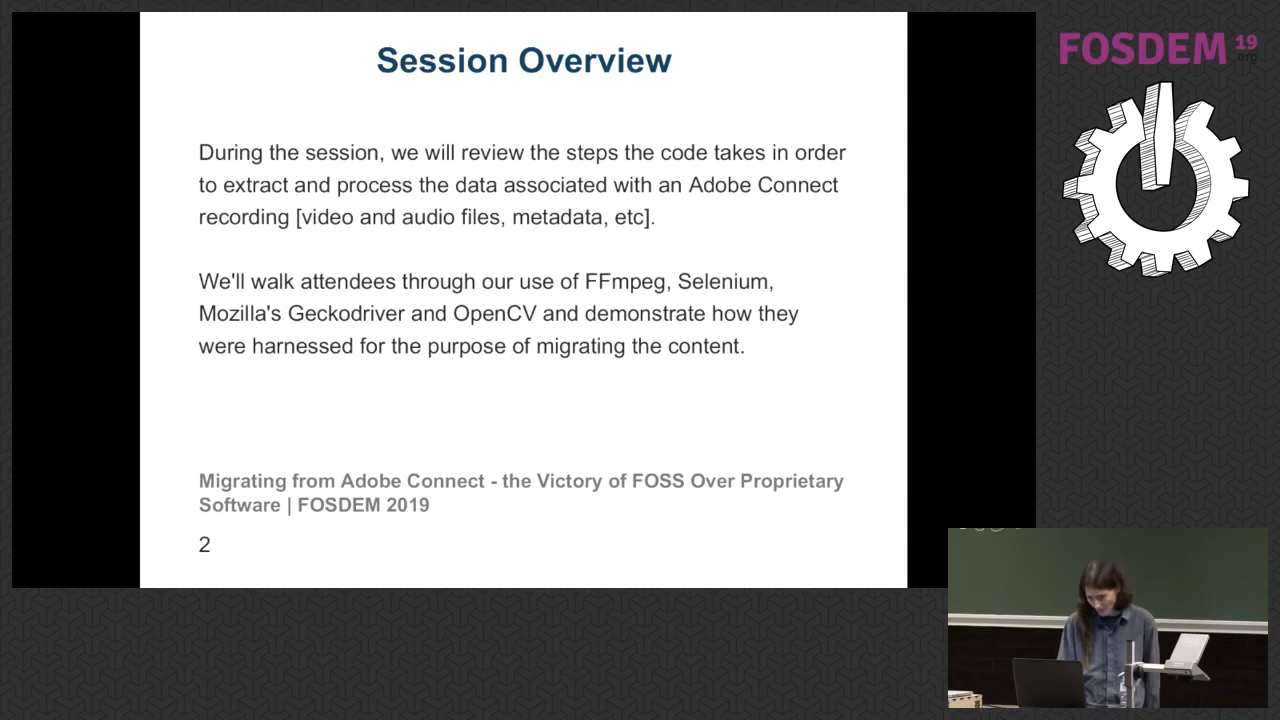 Session Overview
During the session, we will review the steps the code takes in order
to extract and process the data associated with an Adobe Connect
recording [video and audio files, metadata, etc].
We'll walk attendees through our use of FFmpeg, Selenium,
Mozilla's Geckodriver and OpenCV and demonstrate how they
were harnessed for the purpose of migrating the content.
Migrating from Adobe Connect - the Victory of FOSS Over Proprietary
Software | FOSDEM 2019
2
FOSDEM 19
.org